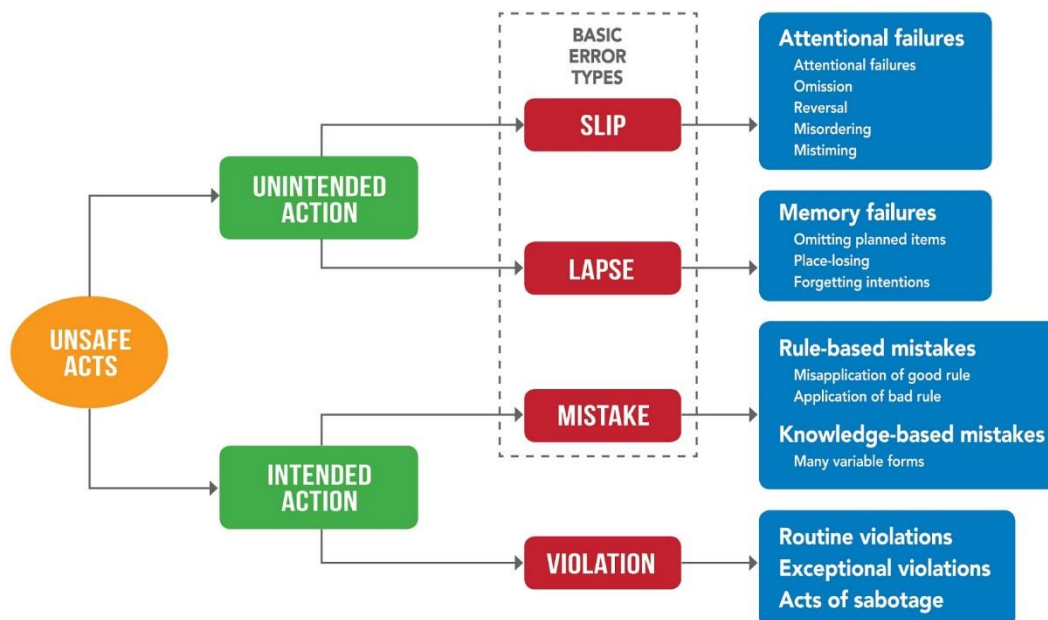 UNSAFE
ACTS
UNINTENDED
ACTION
INTENDED
ACTION
BASIC
ERROR
TYPES
SLIP
LAPSE
MISTAKE
VIOLATION
Attentional failures
Attentional failures
Omission
Reversal
Misordering
Mistiming
Memory failures
Omitting planned items
Place-losing
Forgetting intentions
Rule-based mistakes
Misapplication of good rule
Application of bad rule
Knowledge-based mistakes
Many variable forms
Routine violations
Exceptional violations
Acts of sabotage